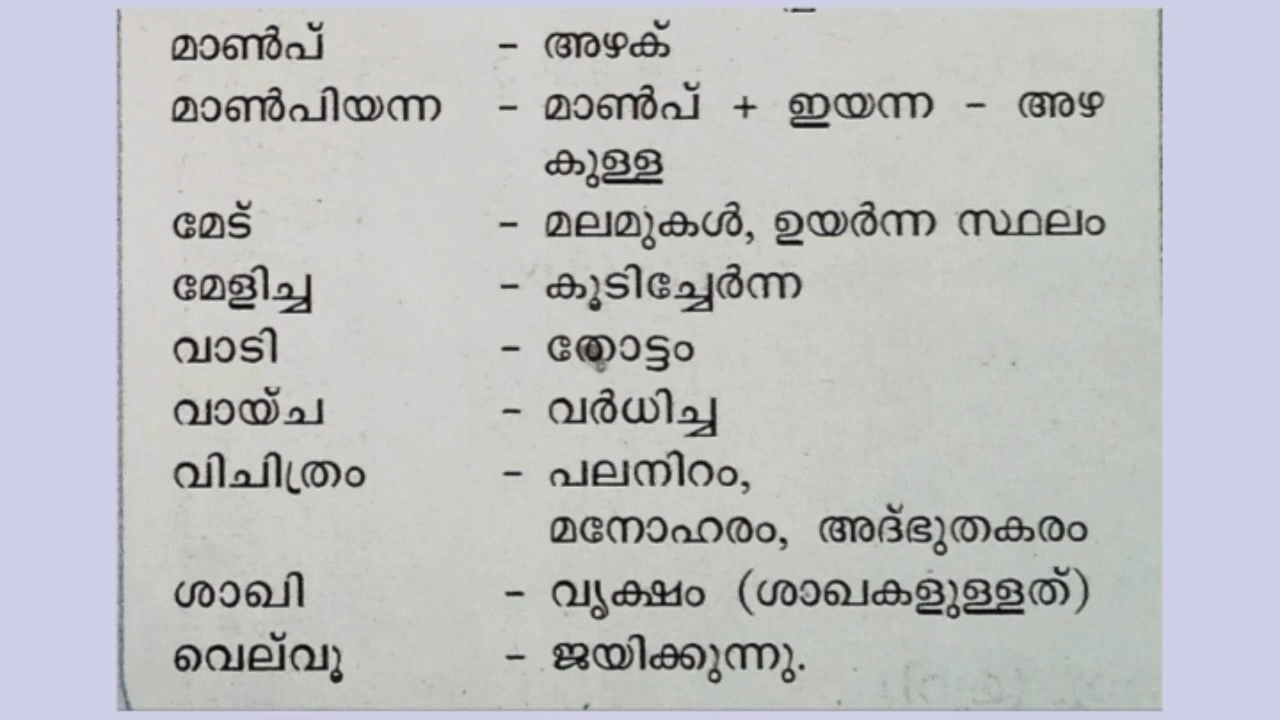 മാൺപ് - അഴക്
മാൺപിയന്ന - മാൺപ് + ഇയന്ന - അഴ
കുള്ള
മേട് - മലമുകൾ, ഉയർന്ന സ്ഥലം
മേളിച്ച - കൂടിച്ചേർന്ന
വാടി - തോട്ടം
വായ്ച - വർധിച്ച
വിചിത്രം - പലനിറം,
മനോഹരം, അദ്ഭുതകരം
ശാഖി - വൃക്ഷം (ശാഖകളുള്ളത്)
വെല്വൂ - ജയിക്കുന്നു.